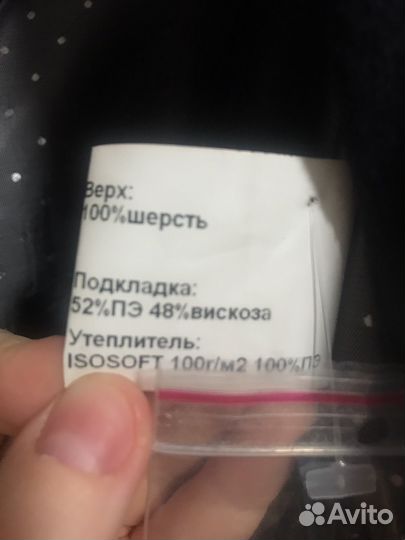 Верх:
100%шерсть
Подкладка:
52%ПЭ 48%вискоза
Утеплитель:
ISOSOFT 100г/м2 100%ПЭ
Avito